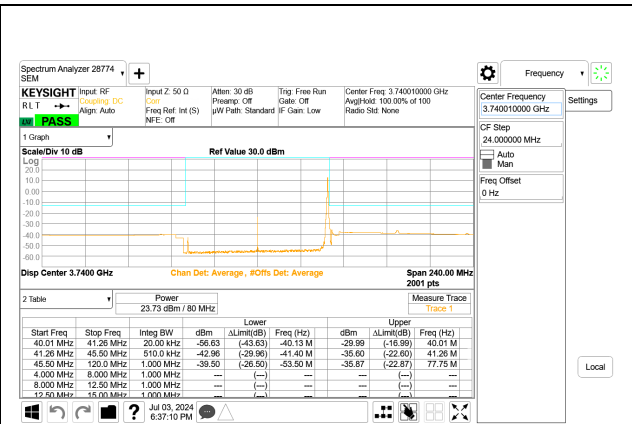 Spectrum Analyzer 28774
SEM
Frequency
KEYSIGHT
RLT
LXI PASS
Input: RF
Coupling: DC
Align: Auto
Input Z: 50 Ω
Corr
Freq Ref: Int (S)
NFE: Off
Atten: 30 dB
Preamp: Off
µW Path: Standard
Trig: Free Run
Gate: Off
IF Gain: Low
Center Freq: 3.740010000 GHz
Avg|Hold: 100.00% of 100
Radio Std: None
Center Frequency
3.740010000 GHz
Settings
CF Step
24.000000 MHz
Auto
Man
Freq Offset
0 Hz
Local
1 Graph
Scale/Div 10 dB
Ref Value 30.0 dBm
Log
20.0
10.0
0.00
-10.0
-20.0
-30.0
-40.0
-50.0
-60.0
Disp Center 3.7400 GHz
Chan Det: Average, #Offs Det: Average
Span 240.00 MHz
2001 pts
2 Table
Power
23.73 dBm / 80 MHz
Measure Trace
Trace 1
Lower Upper
Start Freq Stop Freq Integ BW dBm ΔLimit(dB) Freq (Hz) dBm ΔLimit(dB) Freq (Hz)
40.01 MHz 41.26 MHz 20.00 kHz -56.63 (-43.63) -40.13 M -29.99 (-16.99) 40.01 M
41.26 MHz 45.50 MHz 510.0 kHz -42.96 (-29.96) -41.40 M -35.60 (-22.60) 41.26 M
45.50 MHz 120.0 MHz 1.000 MHz -39.50 (-26.50) -53.50 M -35.87 (-22.87) 77.75 M
4.000 MHz 8.000 MHz 1.000 MHz --- (---) --- --- (---) ---
8.000 MHz 12.50 MHz 1.000 MHz --- (---) --- --- (---) ---
12.50 MHz 15.00 MHz 1.000 MHz --- (---) --- --- (---) ---
Jul 03, 2024
6:37:10 PM